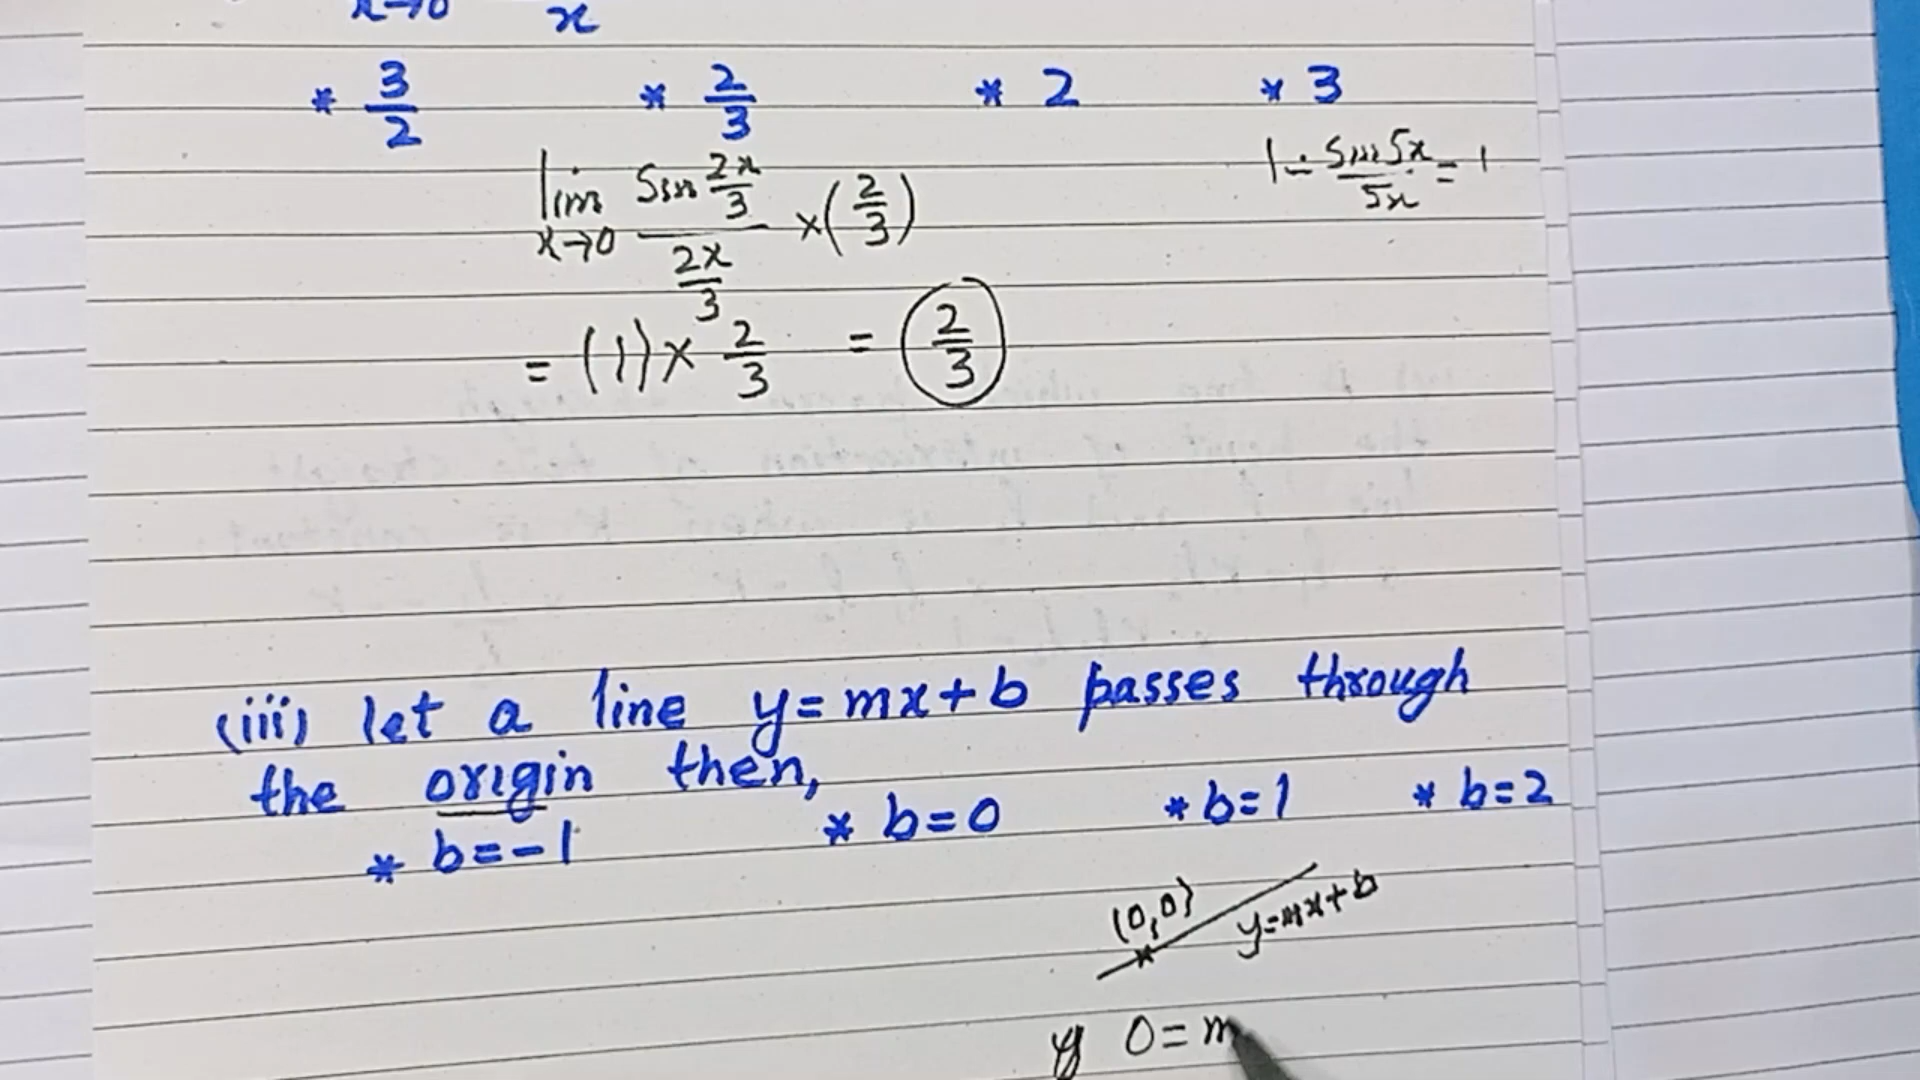 x→0 x
* 3/2 * 2/3 * 2 * 3
lim x→0 Sin 2x/3 / 2x/3 ×(2/3)
Sin5x/5x = 1
= (1)× 2/3 = 2/3
(iii) let a line y=mx+b passes through
the origin then,
* b=-1 * b=0 * b=1 * b=2
(0,0) y=mx+b
y 0=m